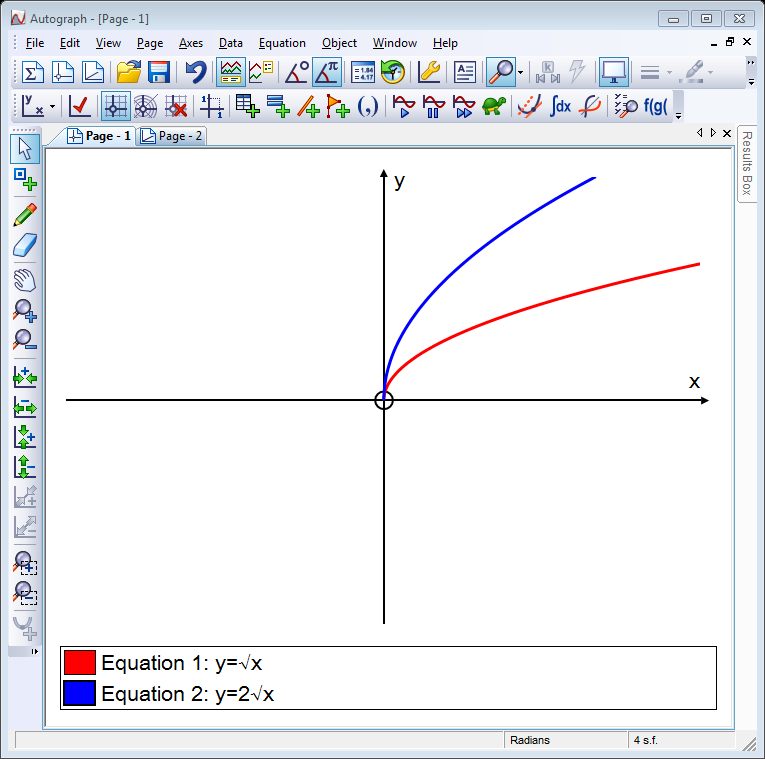 Autograph - [Page - 1]
File Edit View Page Axes Data Equation Object Window Help
Page - 1 Page - 2
Results Box
y
x
Equation 1: y=√x
Equation 2: y=2√x
Radians 4 s.f.